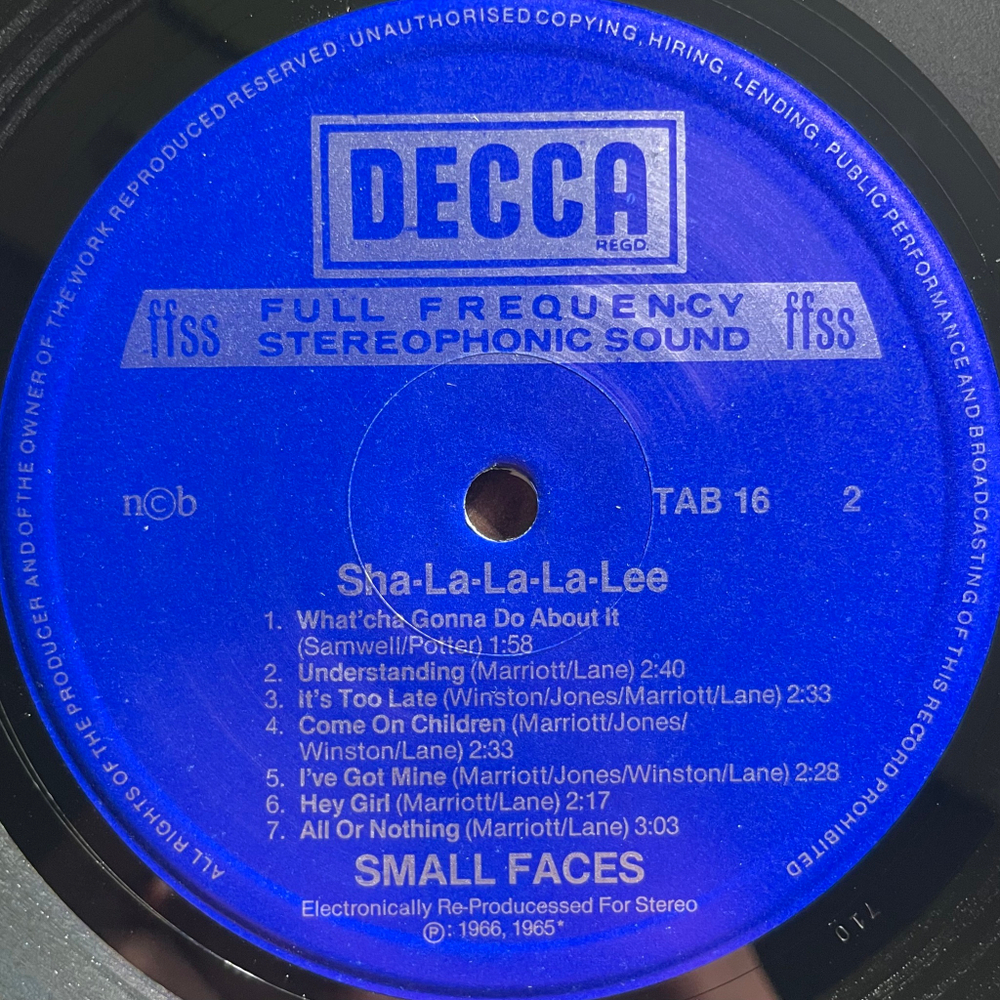 ALL RIGHTS OF THE PRODUCER AND OF THE OWNER OF THE WORK REPRODUCED RESERVED. UNAUTHORISED COPYING, HIRING, LENDING, PUBLIC PERFORMANCE AND BROADCASTING OF THIS RECORD PROHIBITED
DECCA
REGD.
ffss FULL FREQUENCY ffss
STEREOPHONIC SOUND
n©b TAB 16 2
Sha-La-La-La-Lee
1. What'cha Gonna Do About It
(Samwell/Potter) 1:58
2. Understanding (Marriott/Lane) 2:40
3. It's Too Late (Winston/Jones/Marriott/Lane) 2:33
4. Come On Children (Marriott/Jones/
Winston/Lane) 2:33
5. I've Got Mine (Marriott/Jones/Winston/Lane) 2:28
6. Hey Girl (Marriott/Lane) 2:17
7. All Or Nothing (Marriott/Lane) 3:03
SMALL FACES
Electronically Re-Producessed For Stereo
℗: 1966, 1965*